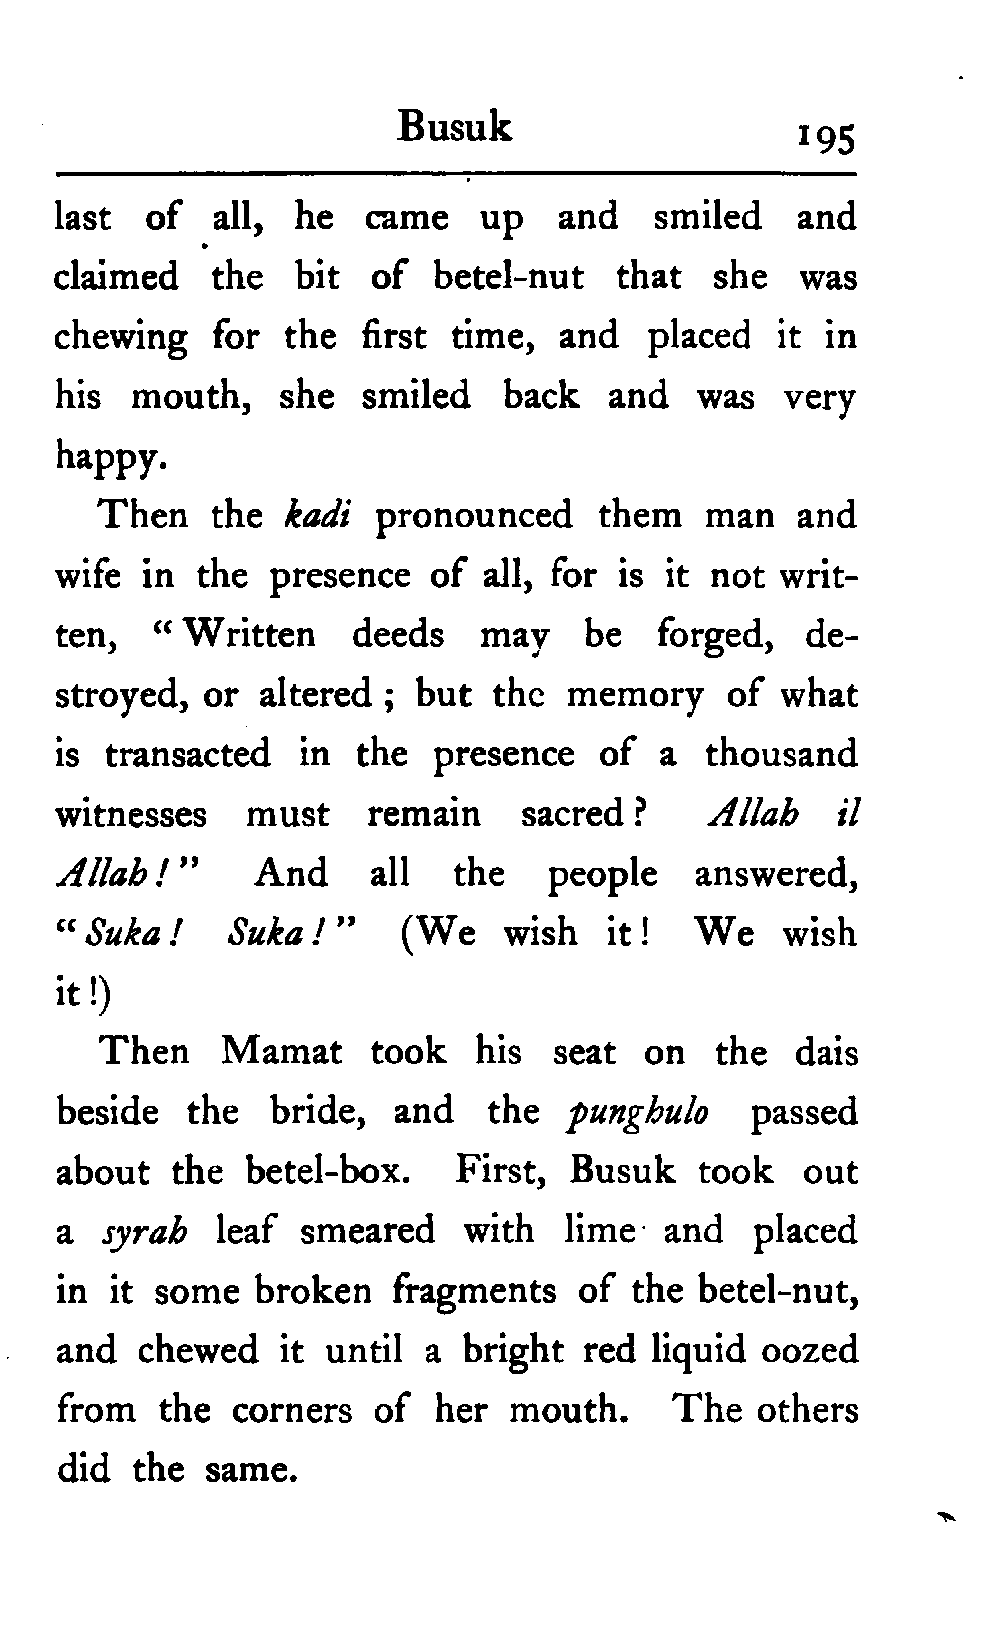 Busuk 195
last of all, he came up and smiled and
claimed the bit of betel-nut that she was
chewing for the first time, and placed it in
his mouth, she smiled back and was very
happy.
Then the kadi pronounced them man and
wife in the presence of all, for is it not writ-
ten, “ Written deeds may be forged, de-
stroyed, or altered ; but the memory of what
is transacted in the presence of a thousand
witnesses must remain sacred ? Allah il
Allah ! ” And all the people answered,
“ Suka ! Suka ! ” (We wish it ! We wish
it !)
Then Mamat took his seat on the dais
beside the bride, and the punghulo passed
about the betel-box. First, Busuk took out
a syrah leaf smeared with lime and placed
in it some broken fragments of the betel-nut,
and chewed it until a bright red liquid oozed
from the corners of her mouth. The others
did the same.